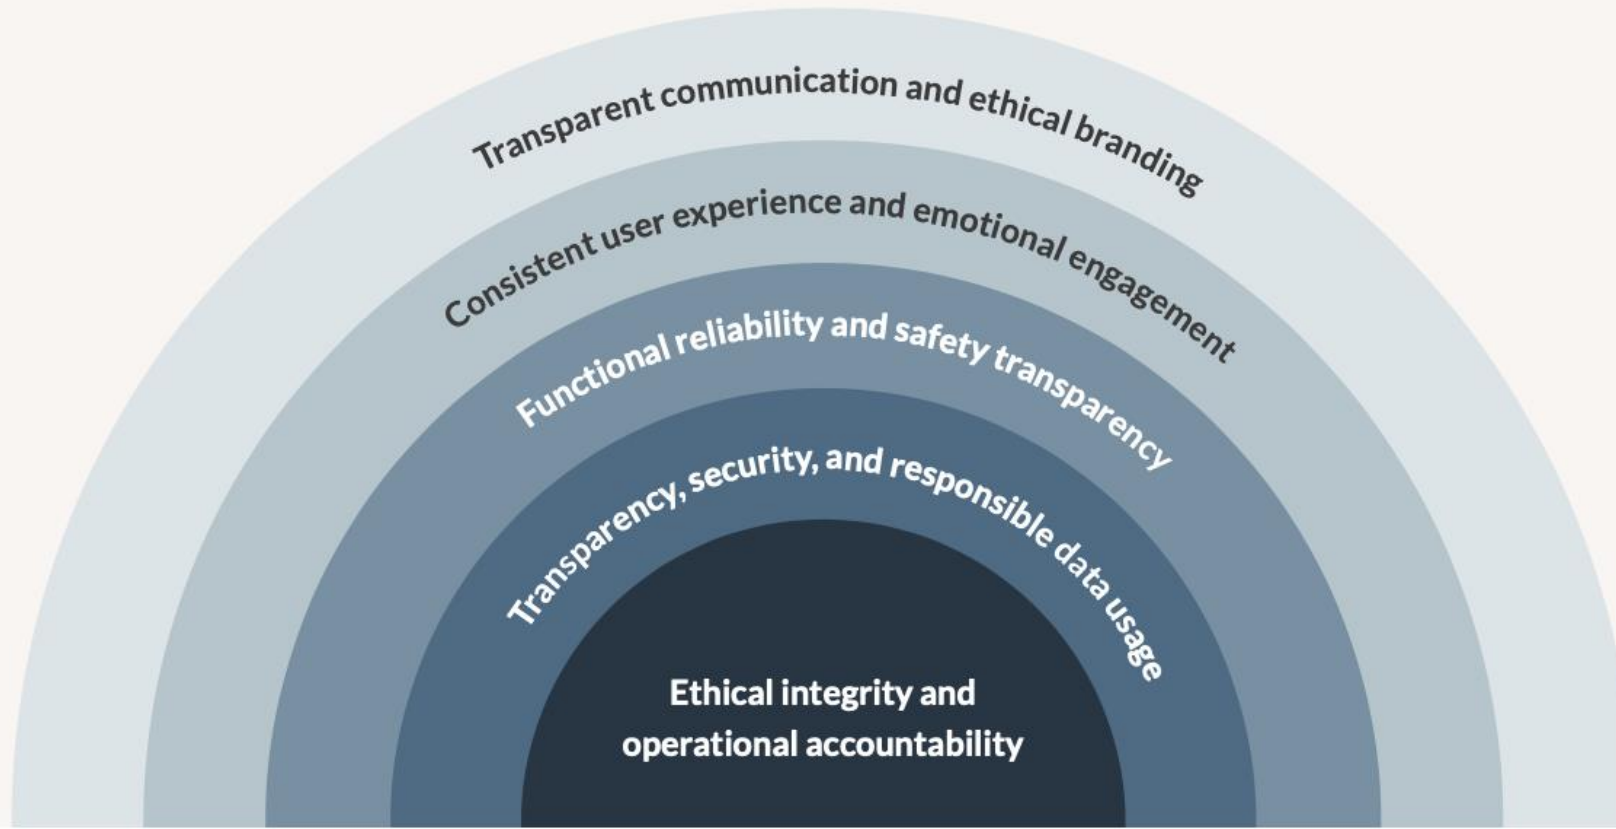 Transparent communication and ethical branding
Consistent user experience and emotional engagement
Functional reliability and safety transparency
Transparency, security, and responsible data usage
Ethical integrity and
operational accountability